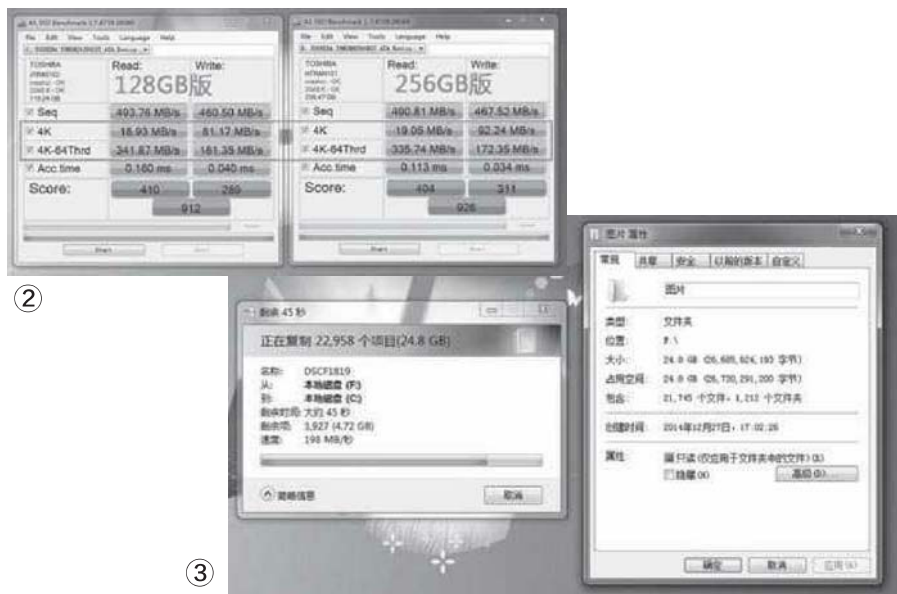 AS SSD Benchmark 1.7.4739.38088
File Edit View Tools Language Help
TOSHIBA
Read:
Write:
128GB版
Seq
493.76 MB/s
460.50 MB/s
4K
18.93 MB/s
81.17 MB/s
4K-64Thrd
341.87 MB/s
161.35 MB/s
Acc.time
0.160 ms
0.040 ms
Score:
410
289
912
Start
File Edit View Tools Language Help
TOSHIBA
Read:
Write:
256GB版
Seq
490.81 MB/s
467.52 MB/s
4K
19.05 MB/s
92.24 MB/s
4K-64Thrd
335.74 MB/s
172.35 MB/s
Acc.time
0.113 ms
0.034 ms
Score:
404
311
926
Start
②
剩余 45 秒
正在复制 22,958 个项目(24.8 GB)
名称: DSCF1819
从: 本地磁盘 (F:)
到: 本地磁盘 (C:)
剩余时间: 大约 45 秒
剩余项: 3,927 (4.72 GB)
速度: 198 MB/秒
简略信息
取消
图片 属性
常规 共享 安全 以前的版本 自定义
图片
类型: 文件夹
位置: F:\
大小: 24.8 GB
占用空间: 24.8 GB
包含: 21,745 个文件，1,212 个文件夹
创建时间: 2014年12月27日，17:02:26
属性: 只读(仅应用于文件夹中的文件)(R)
隐藏(H)
高级(D)...
确定 取消 应用(A)
③